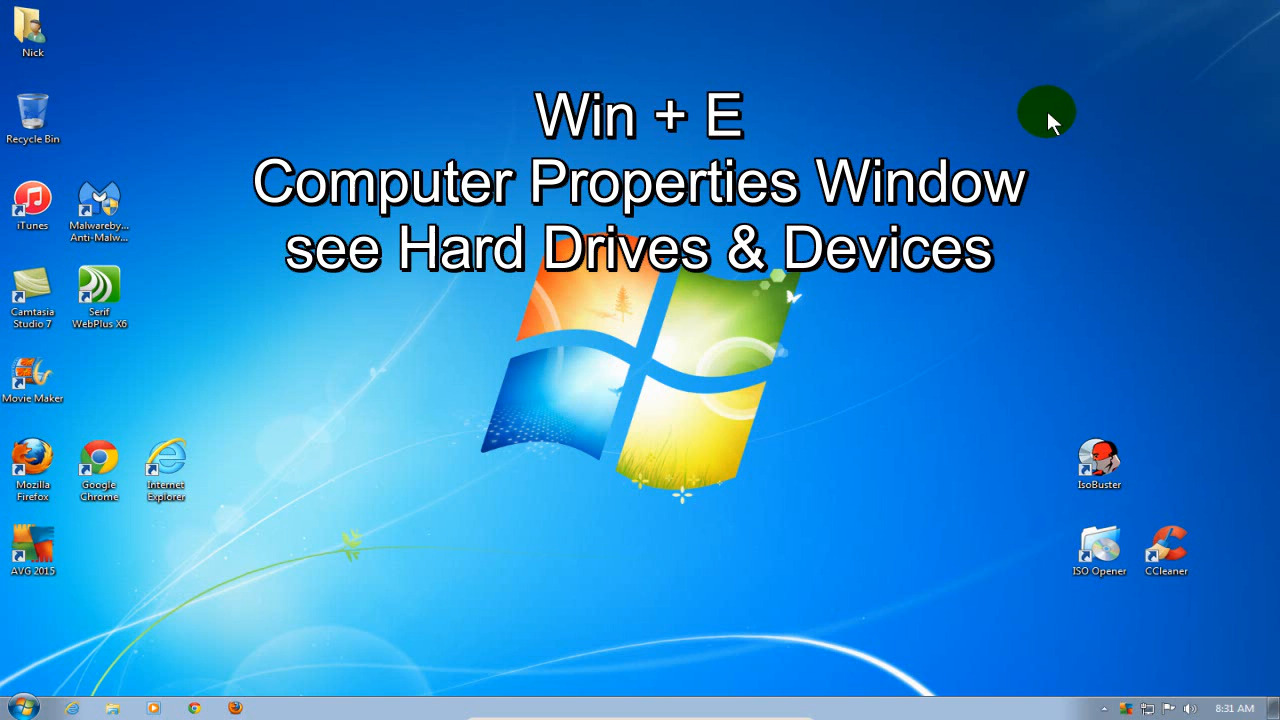 Win + E
Computer Properties Window
see Hard Drives & Devices
Nick
Recycle Bin
iTunes
Malwareby...
Anti-Malw...
Camtasia
Studio 7
Serif
WebPlus X6
Movie Maker
Mozilla
Firefox
Google
Chrome
Internet
Explorer
AVG 2015
IsoBuster
ISO Opener
CCleaner
8:31 AM